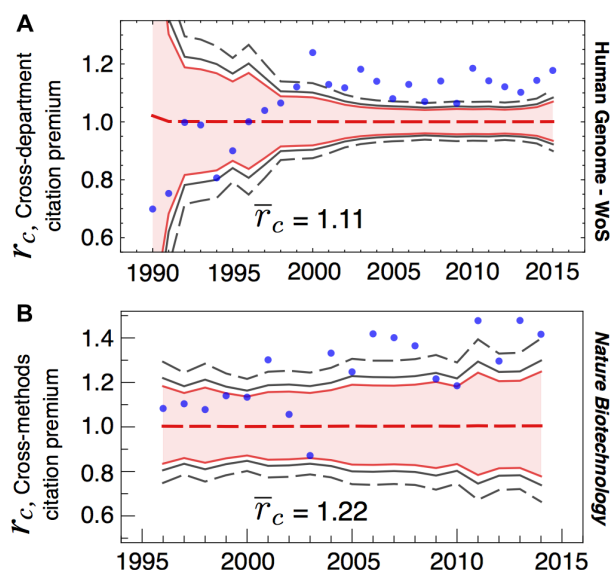 A
r_c, Cross-department
citation premium
1.2
1.0
0.8
0.6
r̅_c = 1.11
1990 1995 2000 2005 2010 2015
Human Genome - WoS
B
r_c, Cross-methods
citation premium
1.4
1.2
1.0
0.8
0.6
r̅_c = 1.22
1995 2000 2005 2010 2015
Nature Biotechnology